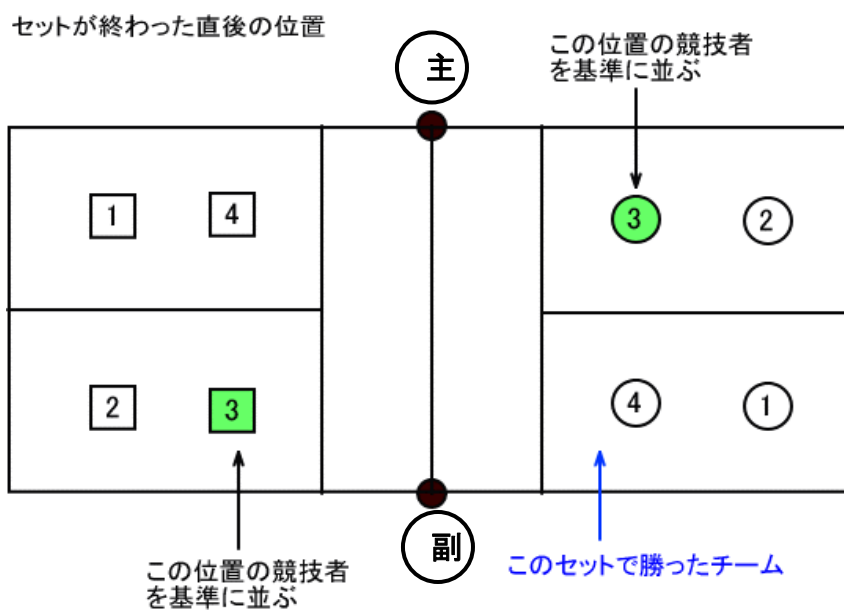 セットが終わった直後の位置
主
この位置の競技者
を基準に並ぶ
1
4
3
2
2
3
4
1
副
この位置の競技者
を基準に並ぶ
このセットで勝ったチーム